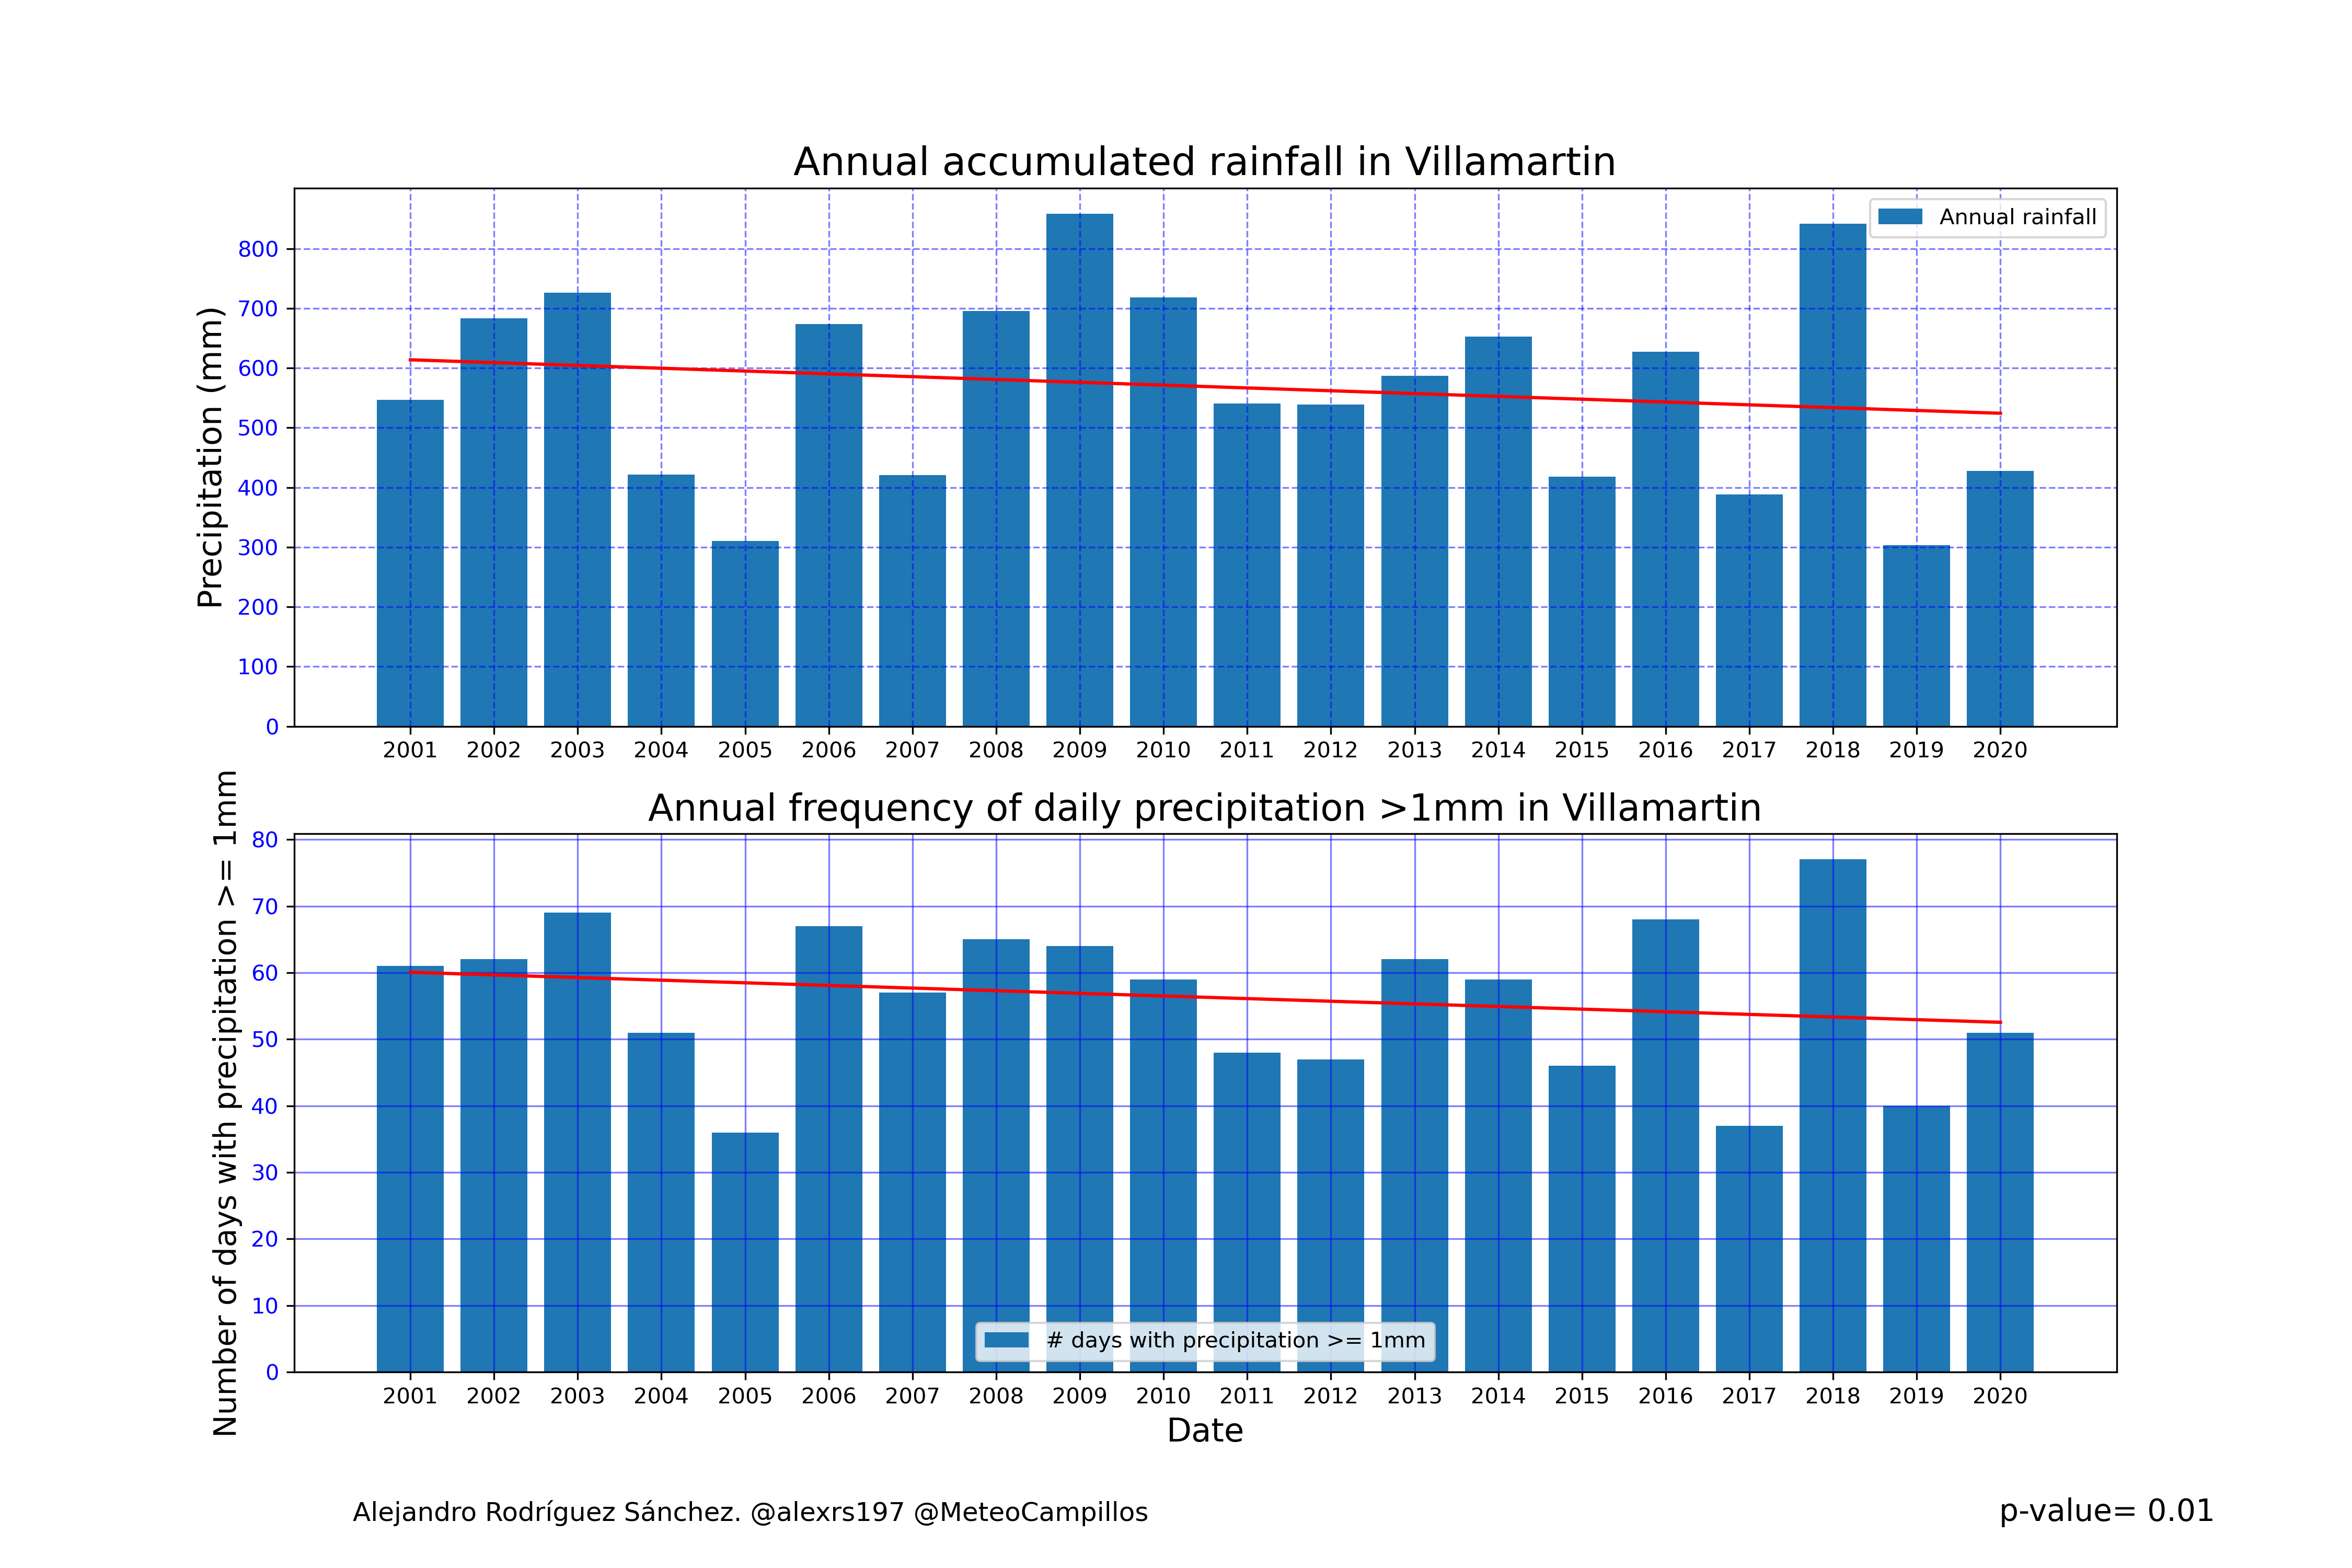 Annual accumulated rainfall in Villamartin
Precipitation (mm)
800
700
600
500
400
300
200
100
0
Annual rainfall
2001 2002 2003 2004 2005 2006 2007 2008 2009 2010 2011 2012 2013 2014 2015 2016 2017 2018 2019 2020
Annual frequency of daily precipitation >1mm in Villamartin
Number of days with precipitation >= 1mm
80
70
60
50
40
30
20
10
0
# days with precipitation >= 1mm
2001 2002 2003 2004 2005 2006 2007 2008 2009 2010 2011 2012 2013 2014 2015 2016 2017 2018 2019 2020
Date
Alejandro Rodríguez Sánchez. @alexrs197 @MeteoCampillos
p-value= 0.01